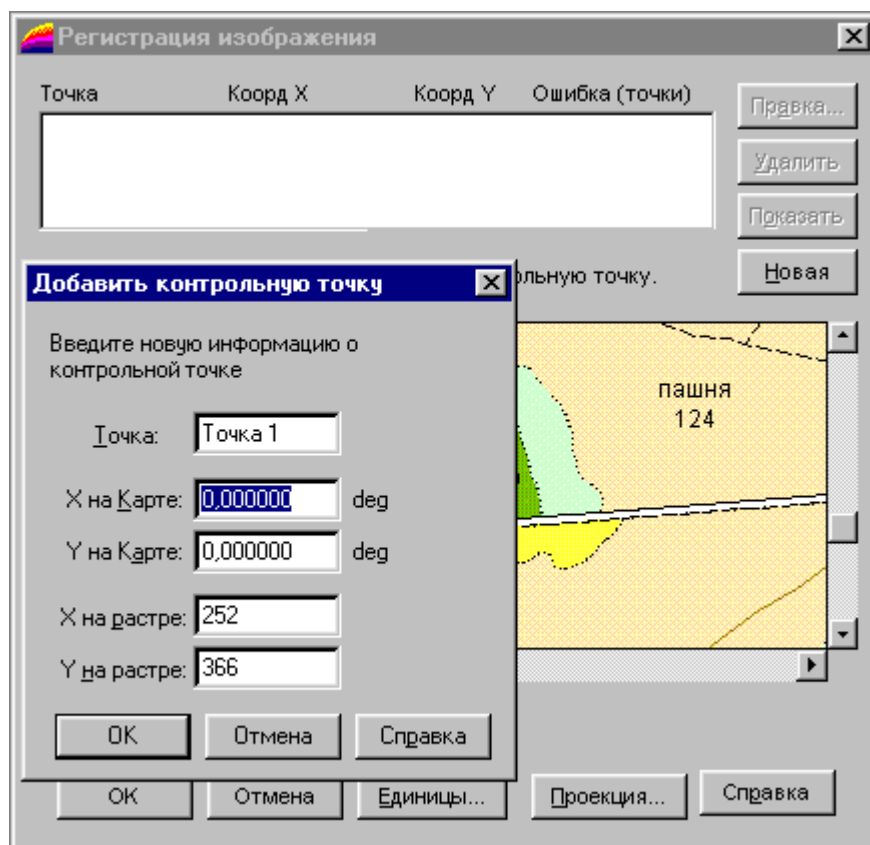 Регистрация изображения
Точка Коорд X Коорд Y Ошибка (точки)
Правка...
Удалить
Показать
Новая
ольную точку.
Добавить контрольную точку
Введите новую информацию о
контрольной точке
Точка: Точка 1
X на Карте: 0,000000 deg
Y на Карте: 0,000000 deg
X на растре: 252
Y на растре: 366
OK Отмена Справка
пашня
124
OK Отмена Единицы... Проекция... Справка